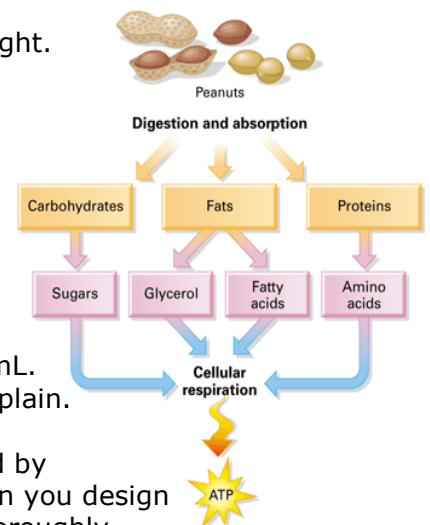 ght.
Peanuts
Digestion and absorption
Carbohydrates Fats Proteins
Sugars Glycerol Fatty acids Amino acids
nL.
plain.
Cellular
respiration
d by
n you design
ATP